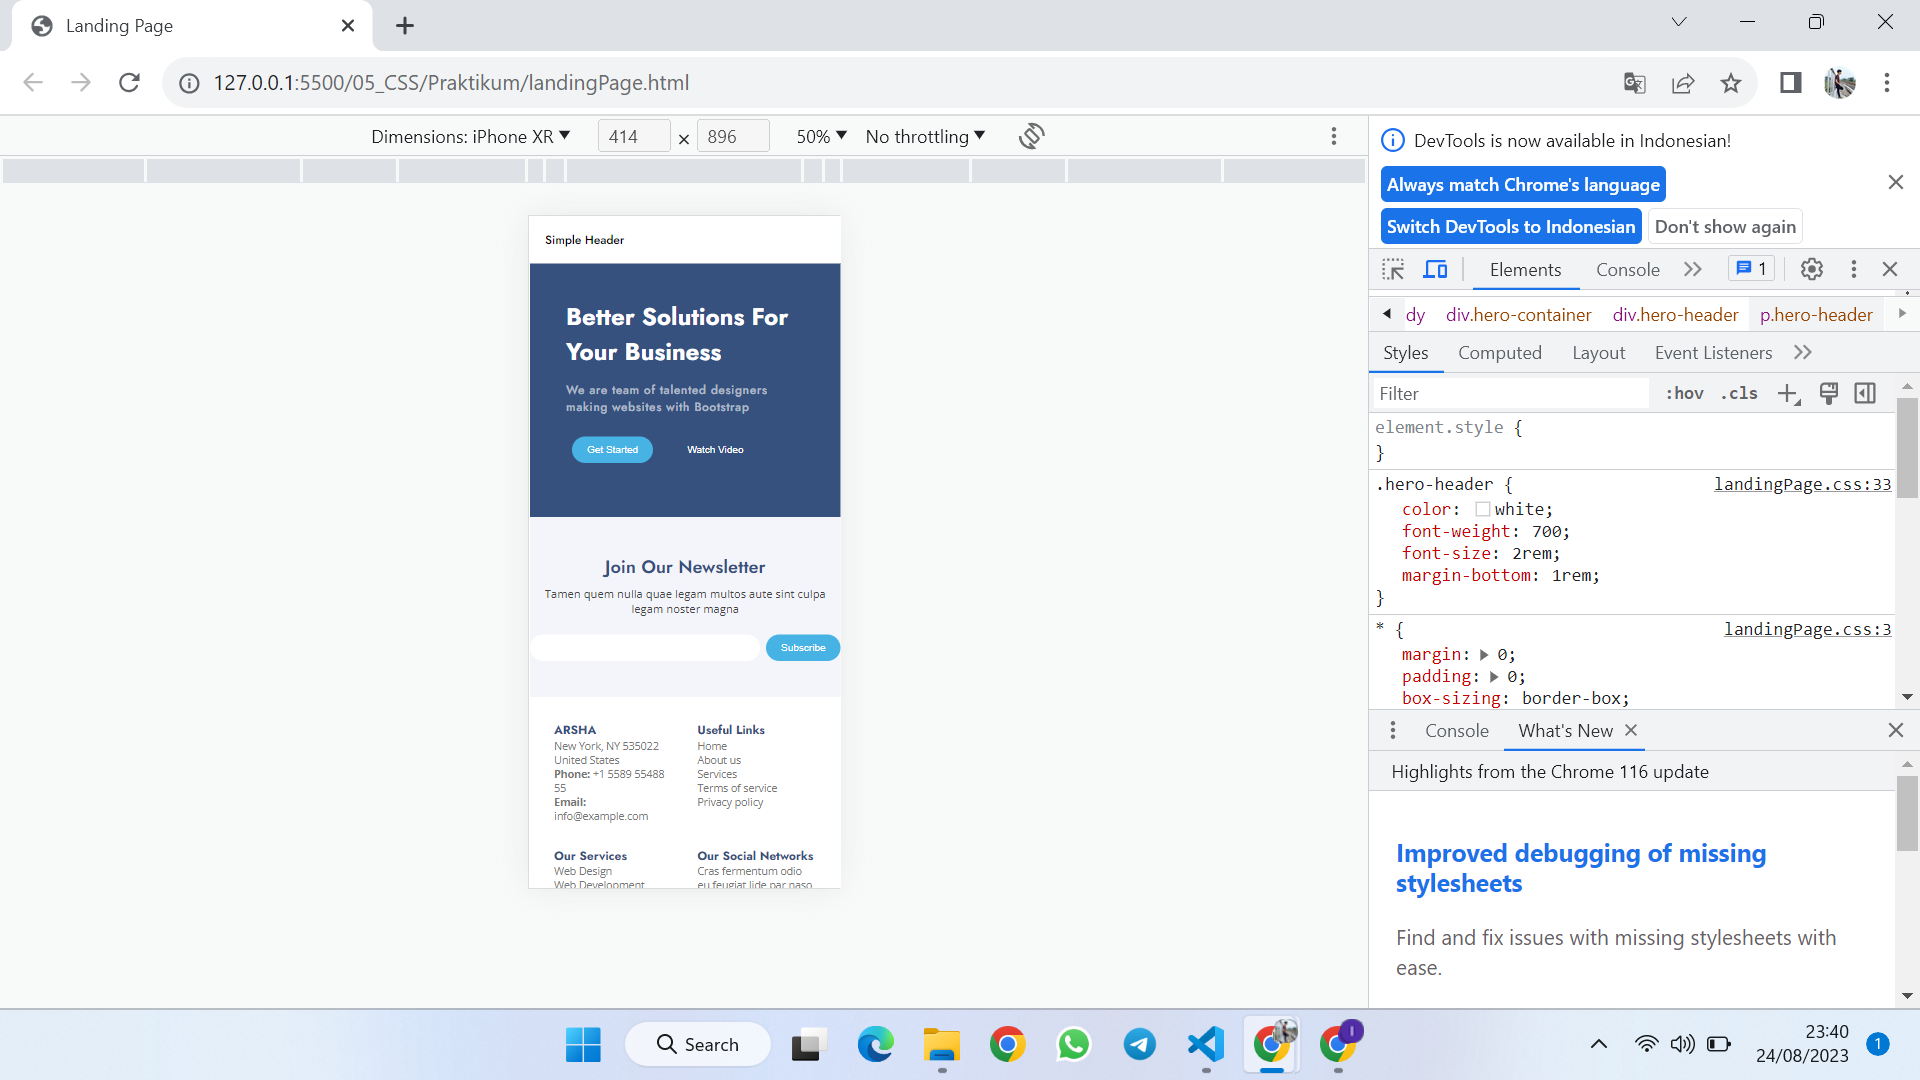 Landing Page
127.0.0.1:5500/05_CSS/Praktikum/landingPage.html
Dimensions: iPhone XR 414 × 896 50% No throttling
Simple Header
Better Solutions For
Your Business
We are team of talented designers
making websites with Bootstrap
Get Started Watch Video
Join Our Newsletter
Tamen quem nulla quae legam multos aute sint culpa
legam noster magna
Subscribe
ARSHA
New York, NY 535022
United States
Phone: +1 5589 55488
55
Email:
info@example.com
Useful Links
Home
About us
Services
Terms of service
Privacy policy
Our Services
Web Design
Web Development
Our Social Networks
Cras fermentum odio
eu feugiat lide par naso
DevTools is now available in Indonesian!
Always match Chrome's language
Switch DevTools to Indonesian Don't show again
Elements Console 1
dy div.hero-container div.hero-header p.hero-header
Styles Computed Layout Event Listeners
Filter :hov .cls
element.style {
}
.hero-header { landingPage.css:33
color: white;
font-weight: 700;
font-size: 2rem;
margin-bottom: 1rem;
}
* { landingPage.css:3
margin: 0;
padding: 0;
box-sizing: border-box;
Console What's New
Highlights from the Chrome 116 update
Improved debugging of missing
stylesheets
Find and fix issues with missing stylesheets with
ease.
Search
23:40
24/08/2023
1